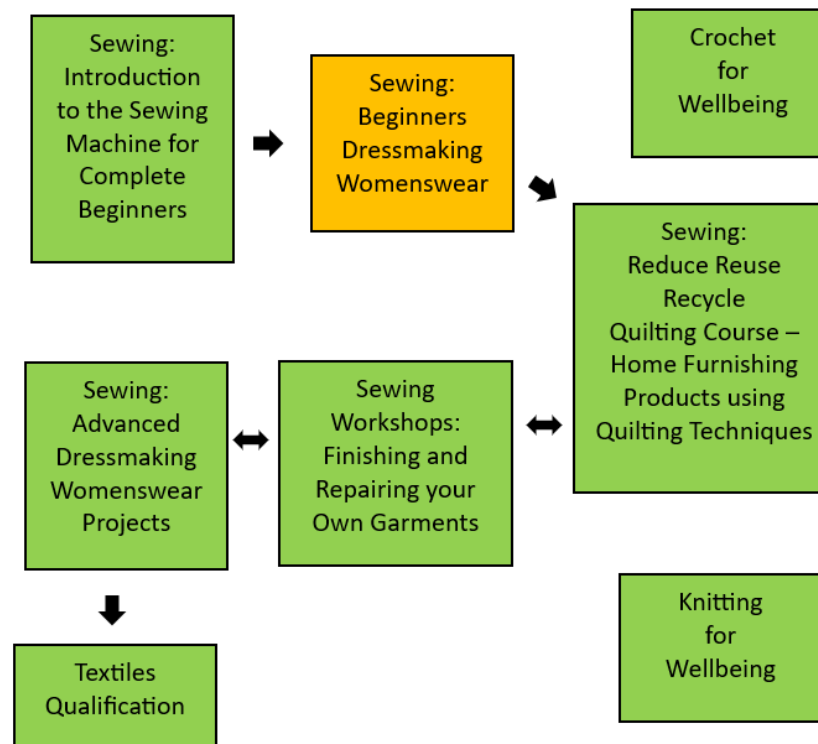 Sewing:
Introduction
to the Sewing
Machine for
Complete
Beginners
Sewing:
Beginners
Dressmaking
Womenswear
Crochet
for
Wellbeing
Sewing:
Reduce Reuse
Recycle
Quilting Course –
Home Furnishing
Products using
Quilting Techniques
Sewing
Workshops:
Finishing and
Repairing your
Own Garments
Sewing:
Advanced
Dressmaking
Womenswear
Projects
Textiles
Qualification
Knitting
for
Wellbeing